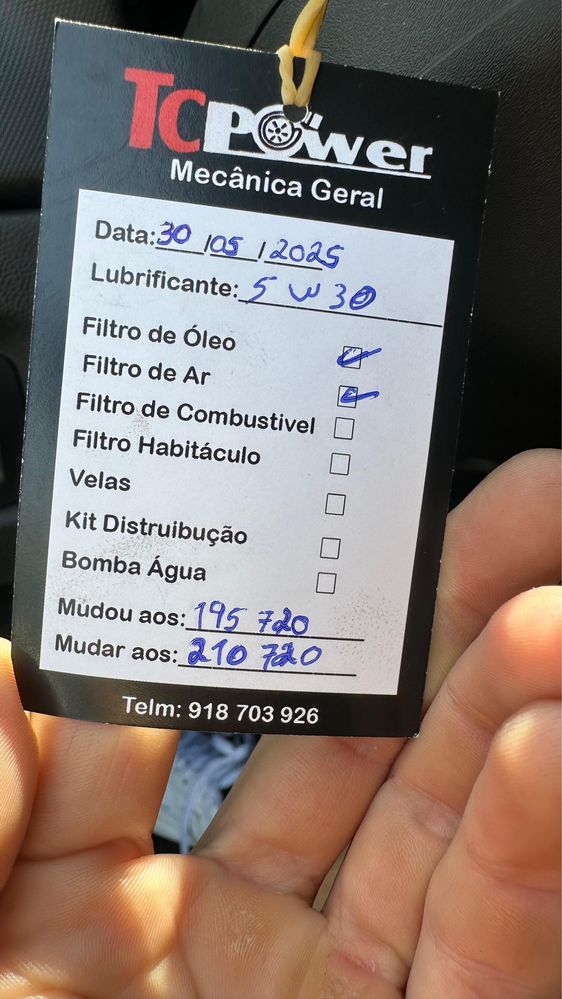 TCPOWer
Mecânica Geral
Data: 30 / 05 / 2025
Lubrificante: 5 W 30
Filtro de Óleo
Filtro de Ar
Filtro de Combustivel
Filtro Habitáculo
Velas
Kit Distruibução
Bomba Água
Mudou aos: 195 720
Mudar aos: 210 720
Telm: 918 703 926